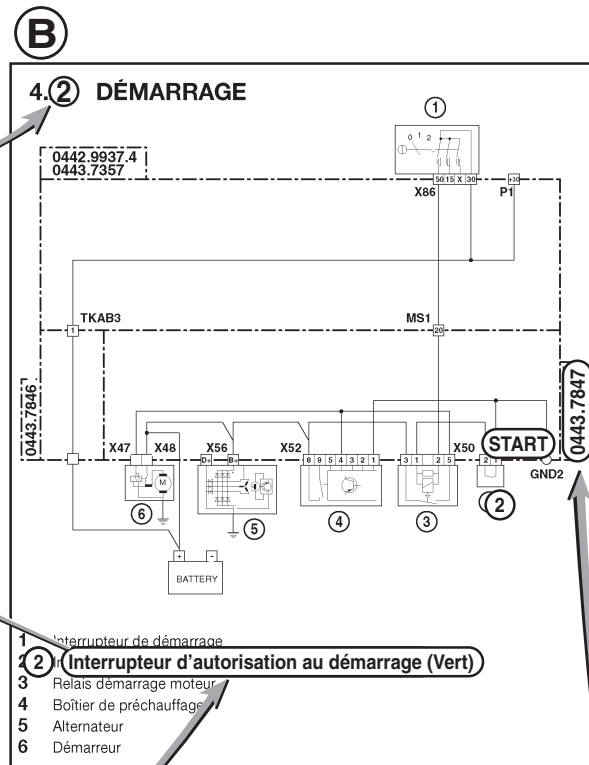 B
4.2 DÉMARRAGE
1
0 1 2
0442.9937.4
0443.7357
50 15 X 30
+30
X86
P1
TKAB3
MS1
1
20
0443.7846
0443.7847
X47
X48
X56
X52
X50
START
D+ B+
8 9 5 4 3 2 1
3 1 2 5
2 1
GND2
M
6
5
4
3
2
+ -
BATTERY
1 Interrupteur de démarrage
2 Interrupteur d'autorisation au démarrage (Vert)
3 Relais démarrage moteur
4 Boîtier de préchauffage
5 Alternateur
6 Démarreur